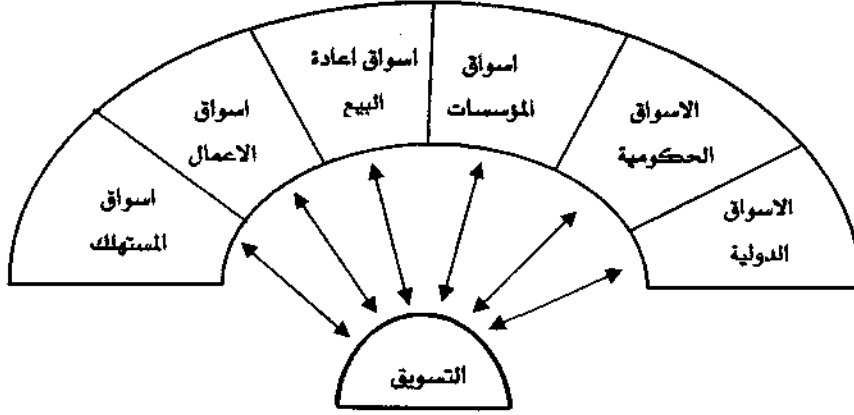 الاسواق
الدولية
الاسواق
الحكومية
اسواق
المؤسسات
اسواق اعادة
البيع
اسواق
الاعمال
اسواق
المستهلك
التسويق